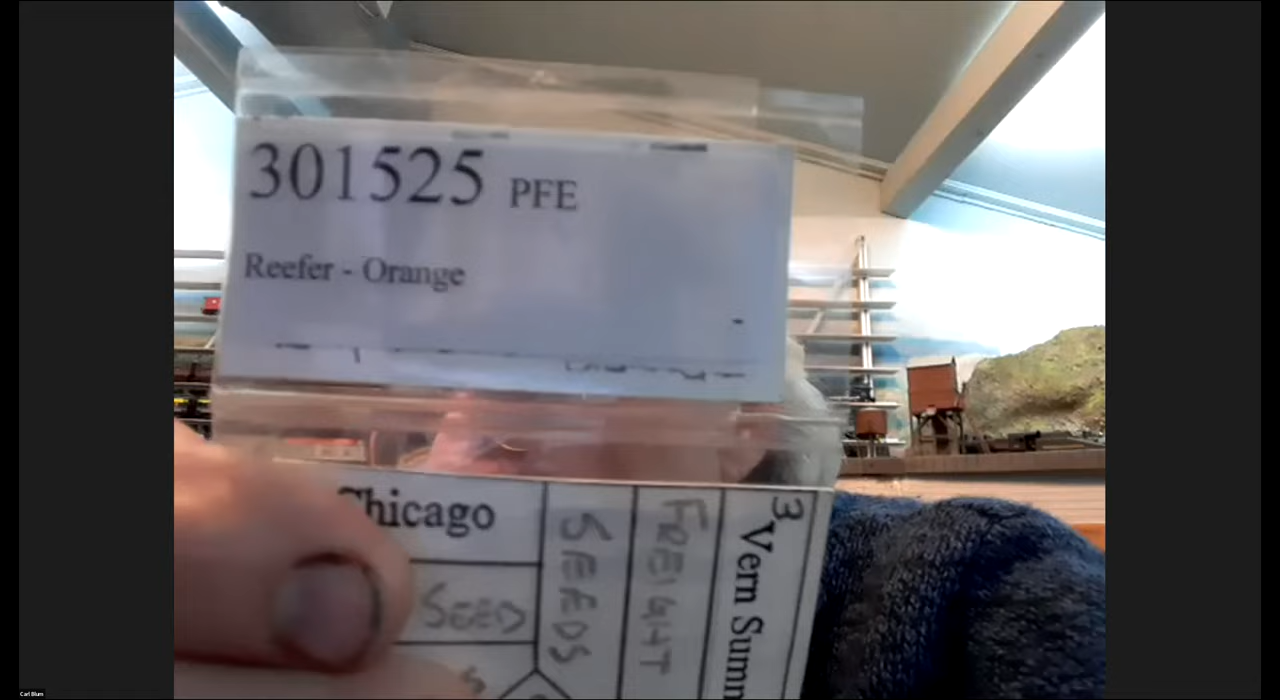 301525 PFE
Reefer - Orange
Chicago
SEED
SEEDS
FREIGHT
3
Vern Summ
Carl Blum